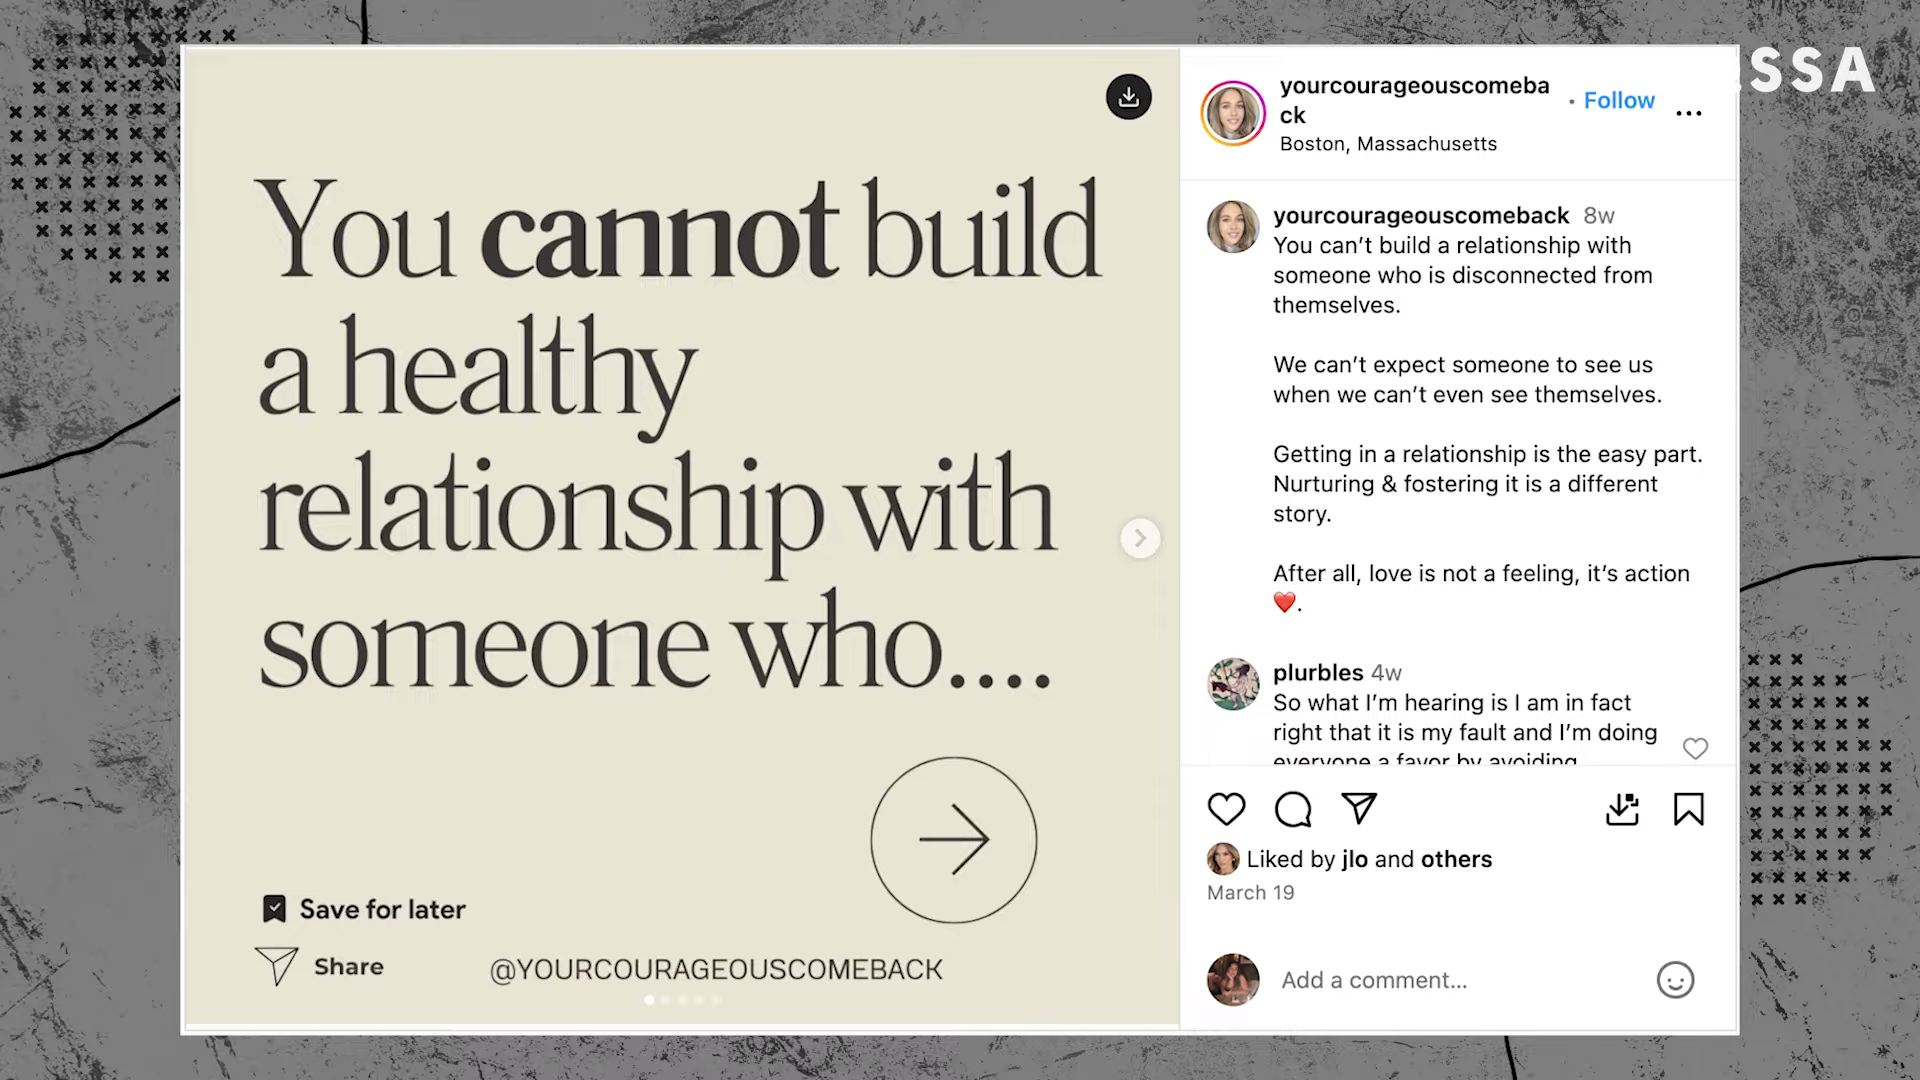 You cannot build
a healthy
relationship with
someone who....
Save for later
Share
@YOURCOURAGEOUSCOMEBACK
SSA
yourcourageouscomeba
ck
• Follow
Boston, Massachusetts
yourcourageouscomeback 8w
You can’t build a relationship with
someone who is disconnected from
themselves.
We can’t expect someone to see us
when we can’t even see themselves.
Getting in a relationship is the easy part.
Nurturing & fostering it is a different
story.
After all, love is not a feeling, it’s action
❤️.
plurbles 4w
So what I’m hearing is I am in fact
right that it is my fault and I’m doing
everyone a favor by avoiding
Liked by jlo and others
March 19
Add a comment...